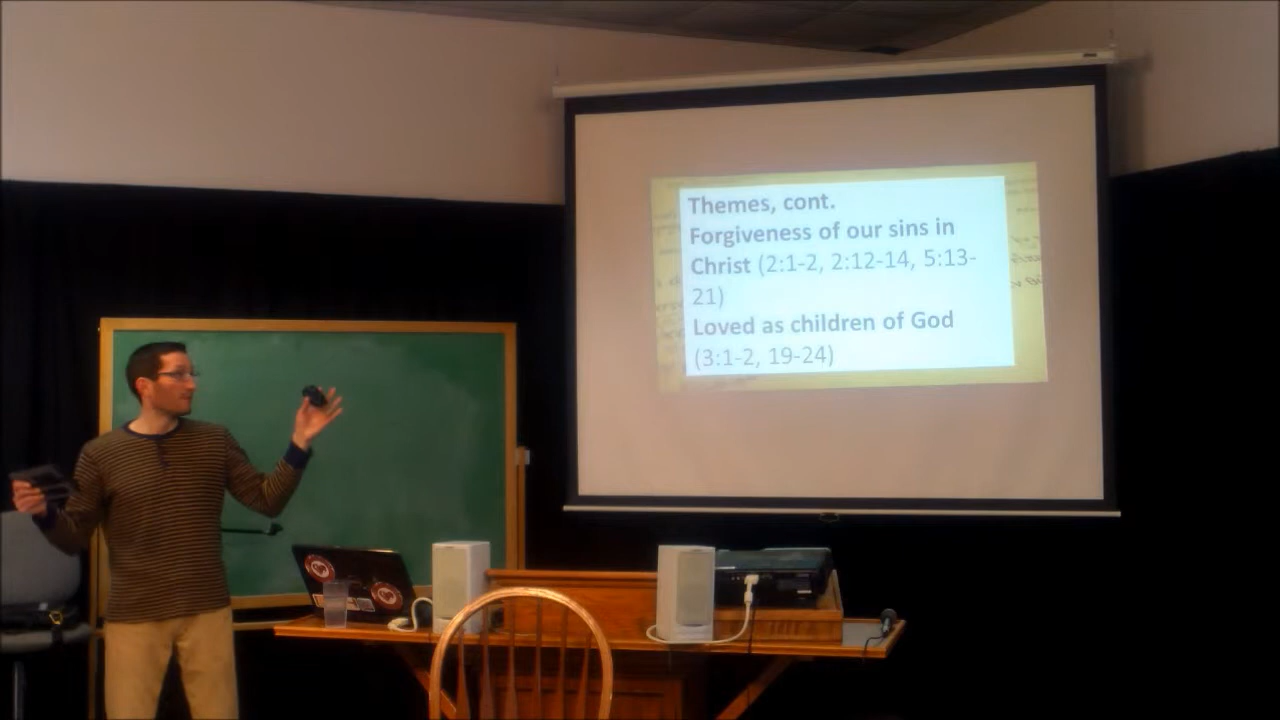 Themes, cont.
Forgiveness of our sins in
Christ (2:1-2, 2:12-14, 5:13-
21)
Loved as children of God
(3:1-2, 19-24)